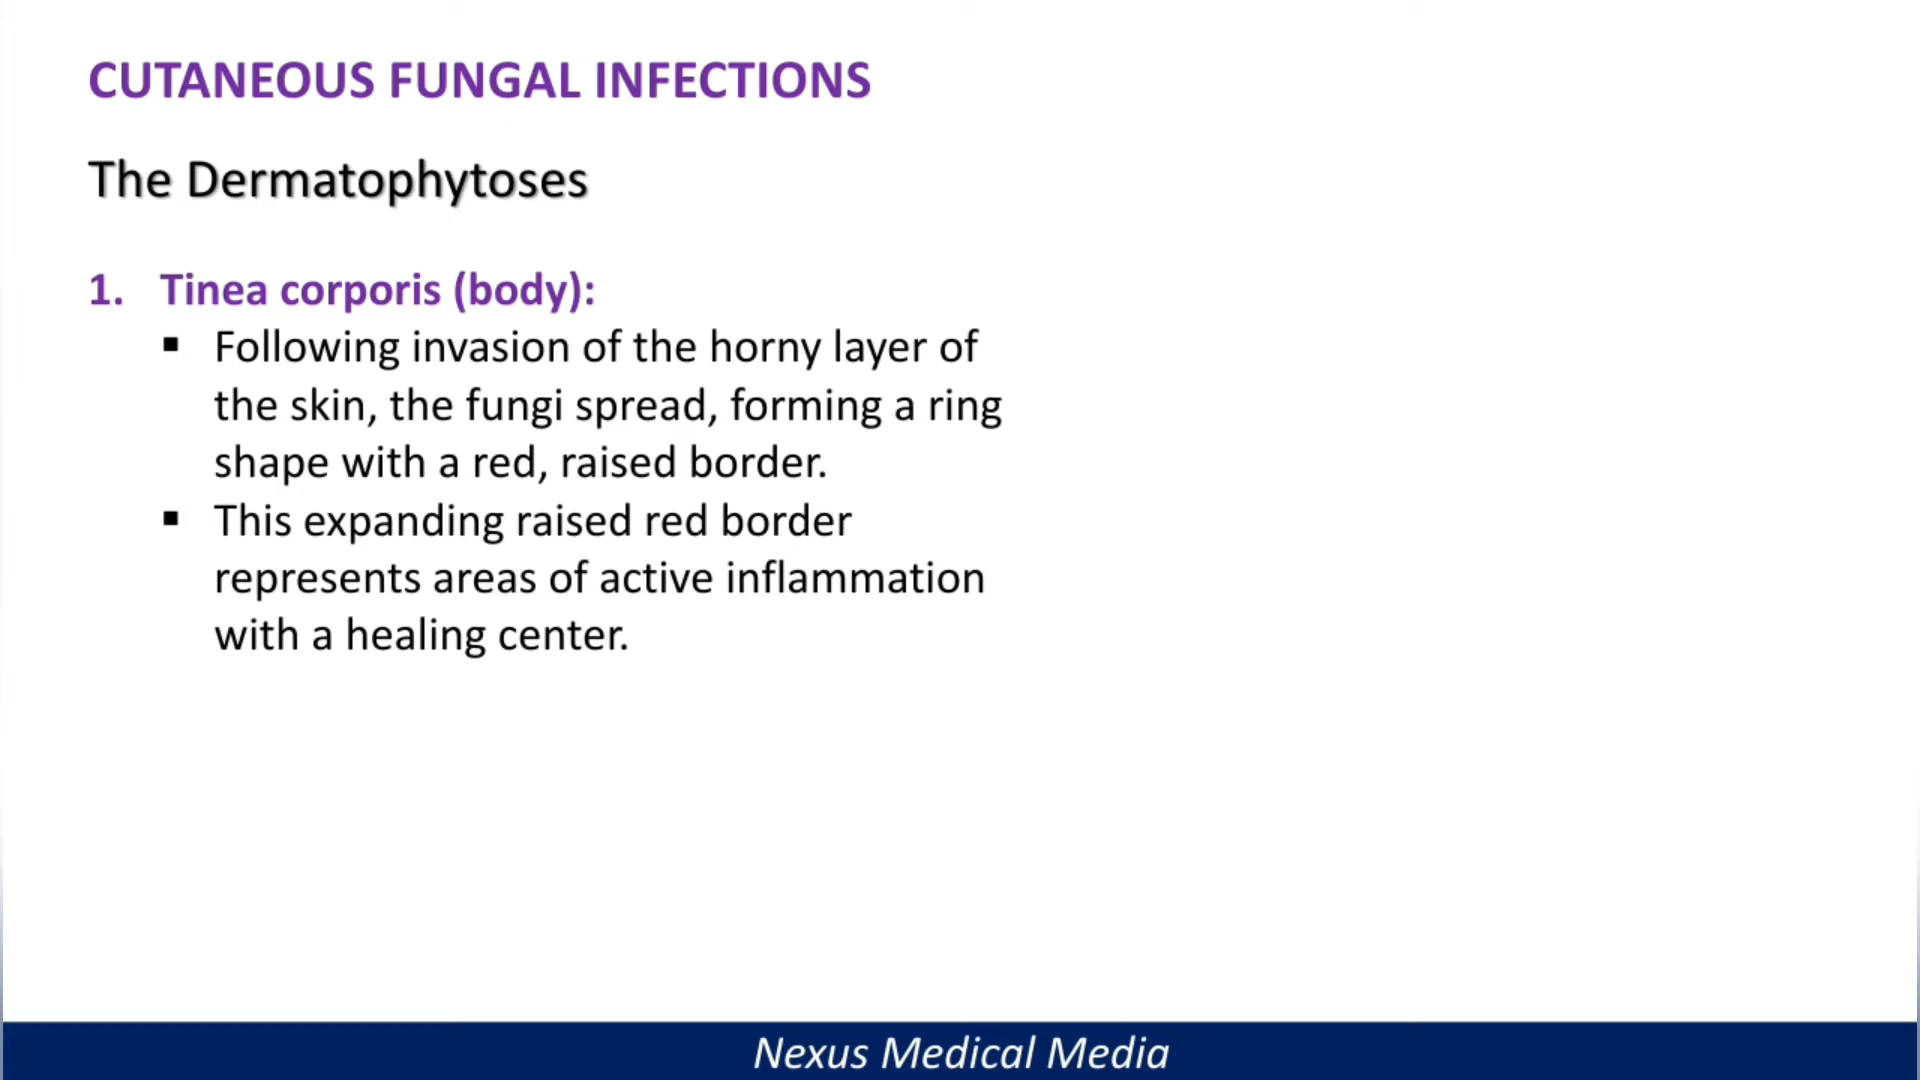 CUTANEOUS FUNGAL INFECTIONS
The Dermatophytoses
1. Tinea corporis (body):
▪ Following invasion of the horny layer of
the skin, the fungi spread, forming a ring
shape with a red, raised border.
▪ This expanding raised red border
represents areas of active inflammation
with a healing center.
Nexus Medical Media